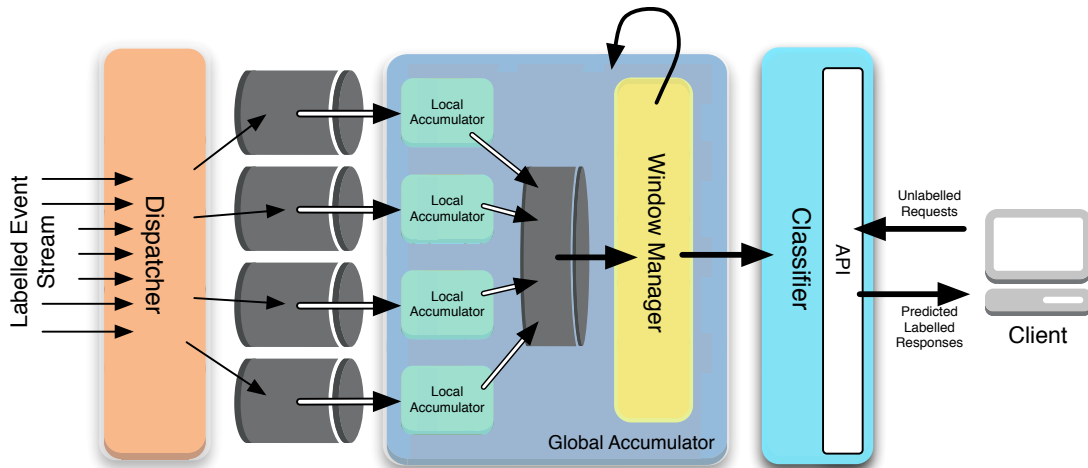 Labelled Event
Stream
Dispatcher
Local
Accumulator
Local
Accumulator
Local
Accumulator
Local
Accumulator
Window Manager
Global Accumulator
Classifier
API
Unlabelled
Requests
Predicted
Labelled
Responses
Client